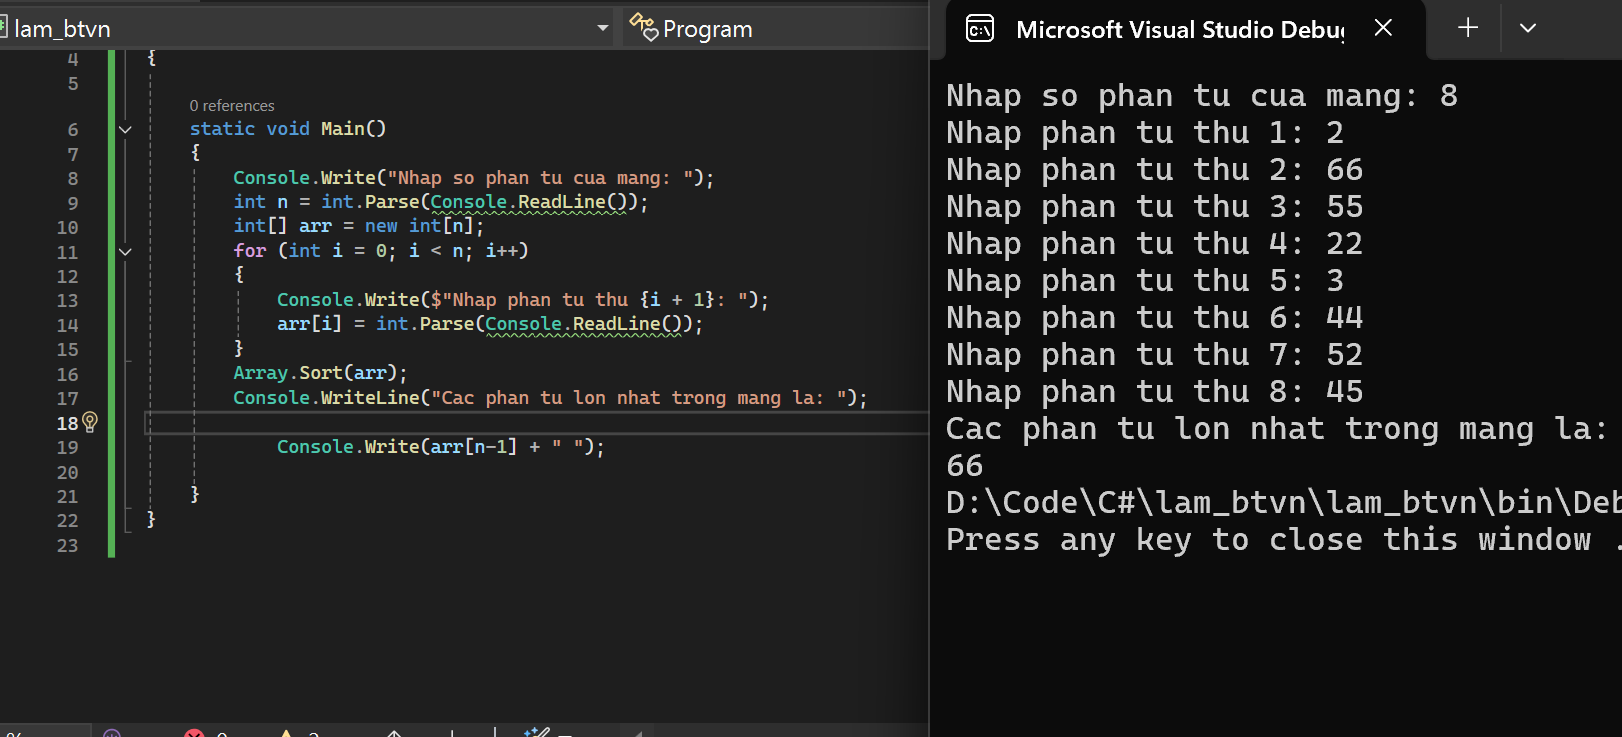 lam_btvn
Program
4 {
5
0 references
6 static void Main()
7 {
8 Console.Write("Nhap so phan tu cua mang: ");
9 int n = int.Parse(Console.ReadLine());
10 int[] arr = new int[n];
11 for (int i = 0; i < n; i++)
12 {
13 Console.Write($"Nhap phan tu thu {i + 1}: ");
14 arr[i] = int.Parse(Console.ReadLine());
15 }
16 Array.Sort(arr);
17 Console.WriteLine("Cac phan tu lon nhat trong mang la: ");
18
19 Console.Write(arr[n-1] + " ");
20
21 }
22 }
23
Microsoft Visual Studio Debug
Nhap so phan tu cua mang: 8
Nhap phan tu thu 1: 2
Nhap phan tu thu 2: 66
Nhap phan tu thu 3: 55
Nhap phan tu thu 4: 22
Nhap phan tu thu 5: 3
Nhap phan tu thu 6: 44
Nhap phan tu thu 7: 52
Nhap phan tu thu 8: 45
Cac phan tu lon nhat trong mang la:
66
D:\Code\C#\lam_btvn\lam_btvn\bin\Deb
Press any key to close this window .